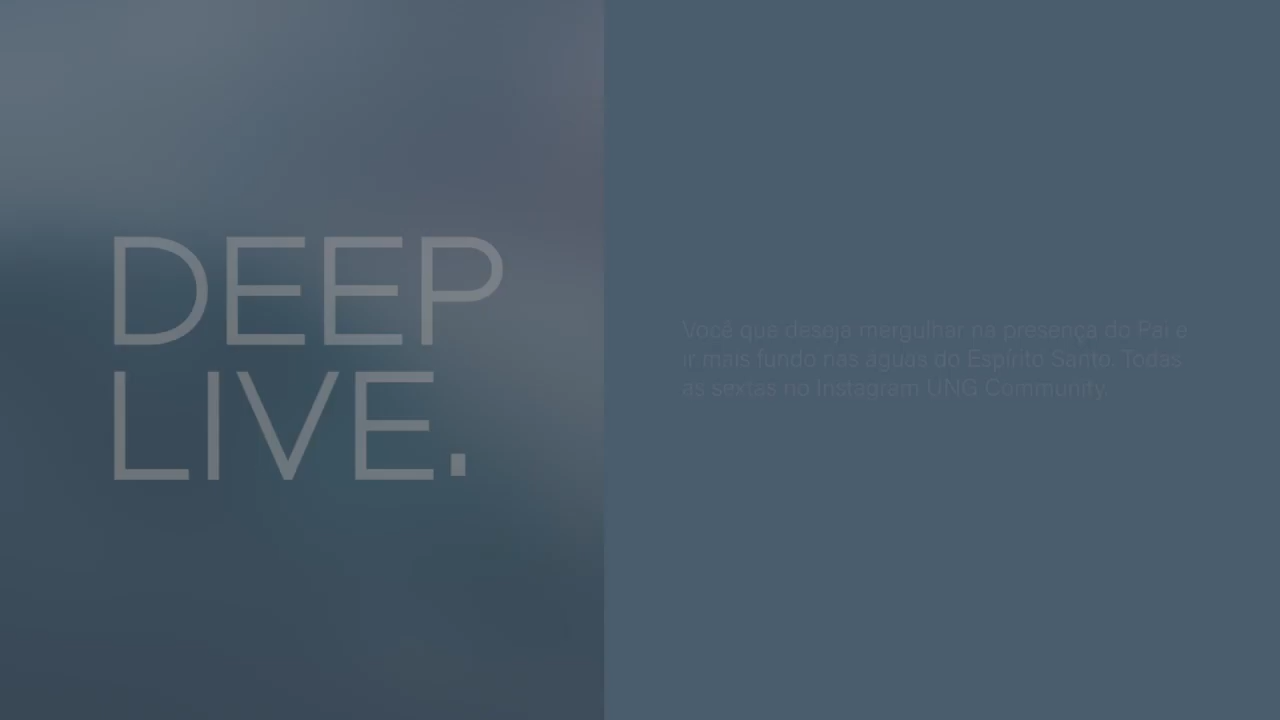 DEEP
LIVE.
Você que deseja mergulhar na presença do Pai e
ir mais fundo nas águas do Espírito Santo. Todas
as sextas no Instagram UNG Community.